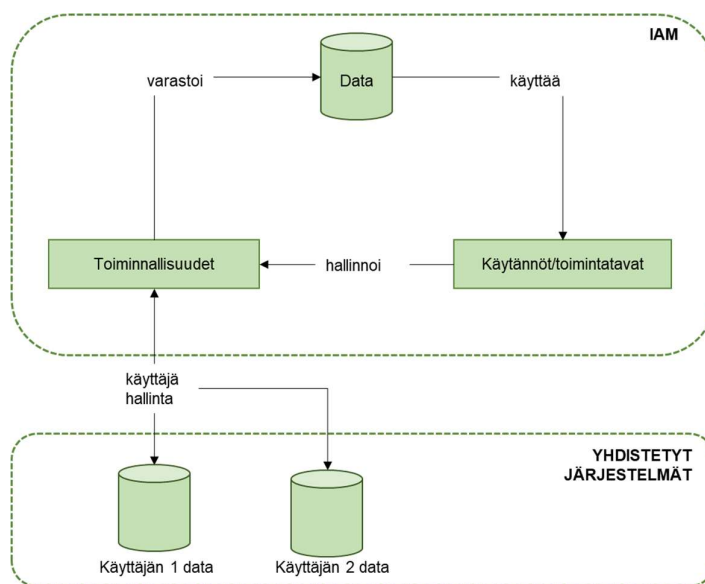 IAM
varastoi
Data
käyttää
Toiminnallisuudet
hallinnoi
Käytännöt/toimintatavat
käyttäjä
hallinta
YHDISTETYT
JÄRJESTELMÄT
Käyttäjän 1 data
Käyttäjän 2 data